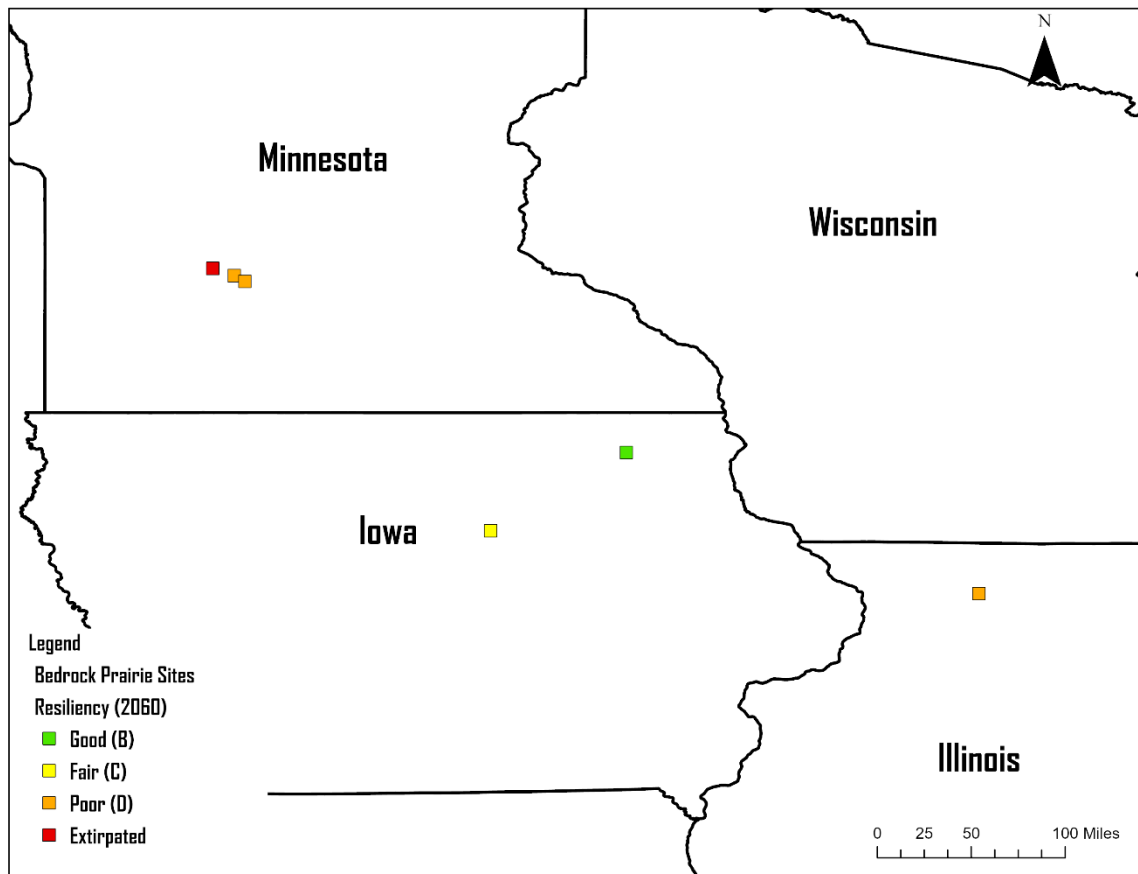 N
Minnesota
Wisconsin
Iowa
Illinois
Legend
Bedrock Prairie Sites
Resiliency (2060)
Good (B)
Fair (C)
Poor (D)
Extirpated
0 25 50 100 Miles